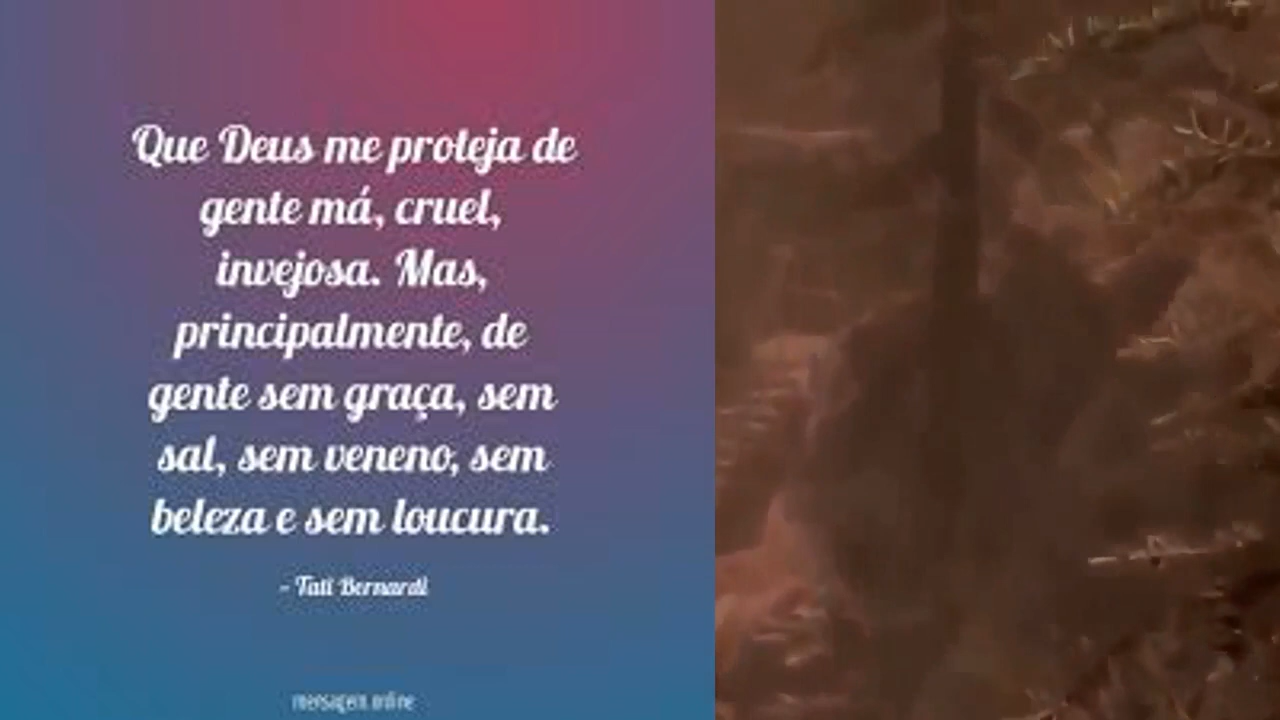 Que Deus me proteja de
gente má, cruel,
invejosa. Mas,
principalmente, de
gente sem graça, sem
sal, sem veneno, sem
beleza e sem loucura.
- Tati Bernardi
mensagem.online